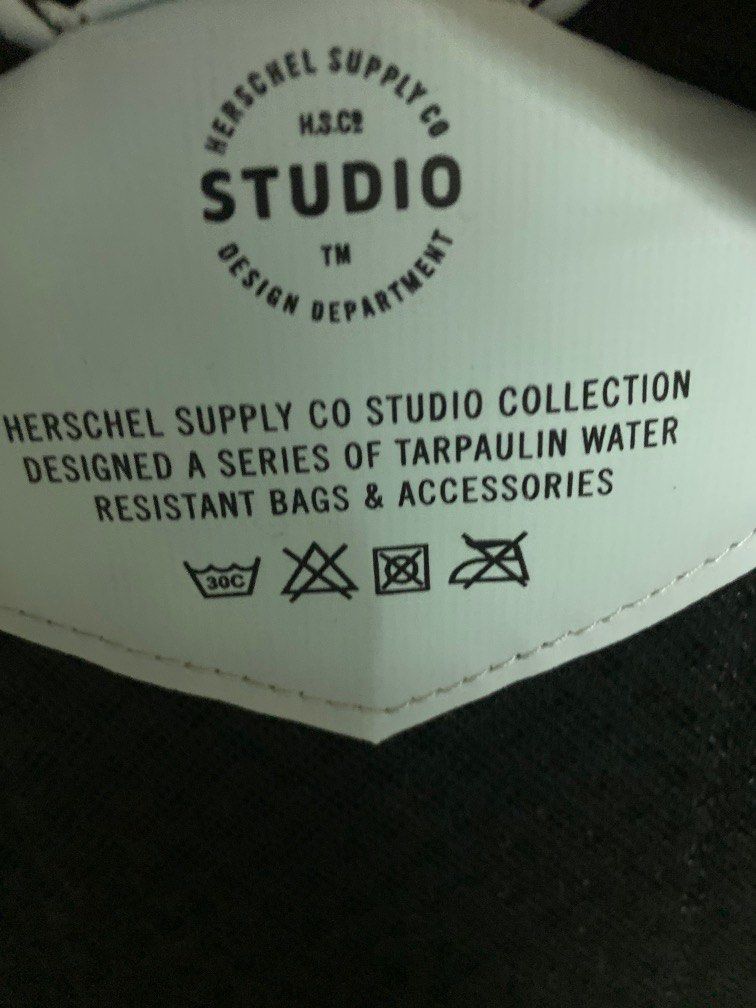 HERSCHEL SUPPLY CO
H.S.Cº
STUDIO
TM
DESIGN DEPARTMENT
HERSCHEL SUPPLY CO STUDIO COLLECTION
DESIGNED A SERIES OF TARPAULIN WATER
RESISTANT BAGS & ACCESSORIES
30C